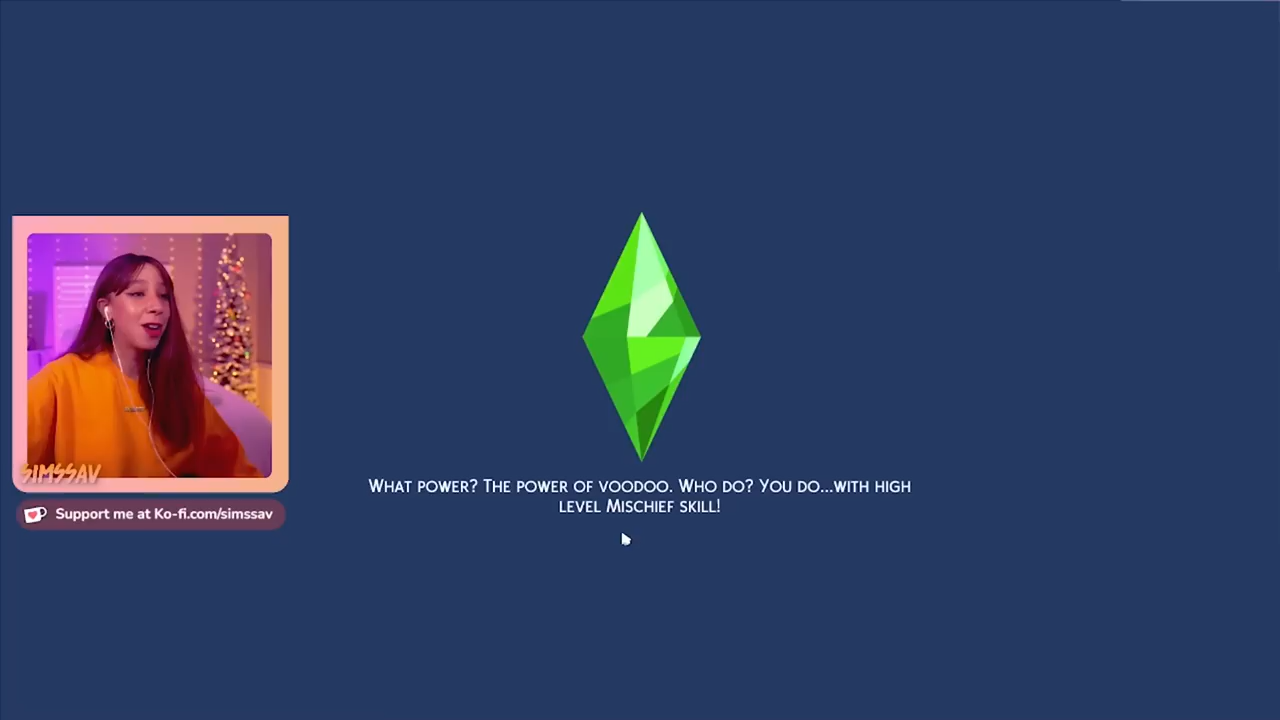 SIMSSAV
Support me at Ko-fi.com/simssav
WHAT POWER? THE POWER OF VOODOO. WHO DO? YOU DO...WITH HIGH
LEVEL MISCHIEF SKILL!